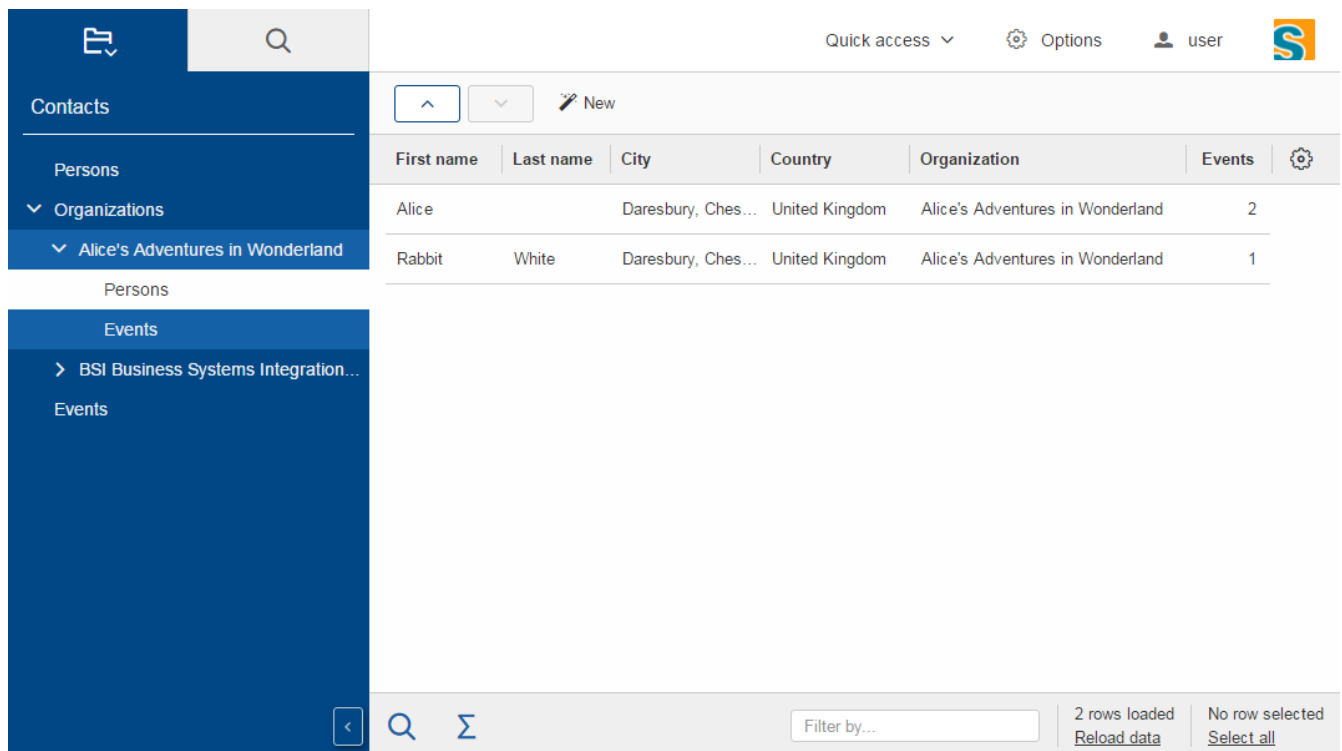 Quick access
Options
user
Contacts
New
Persons
Organizations
Alice's Adventures in Wonderland
Persons
Events
BSI Business Systems Integration...
Events
First name Last name City Country Organization Events
Alice Daresbury, Ches... United Kingdom Alice's Adventures in Wonderland 2
Rabbit White Daresbury, Ches... United Kingdom Alice's Adventures in Wonderland 1
Σ
Filter by...
2 rows loaded
Reload data
No row selected
Select all